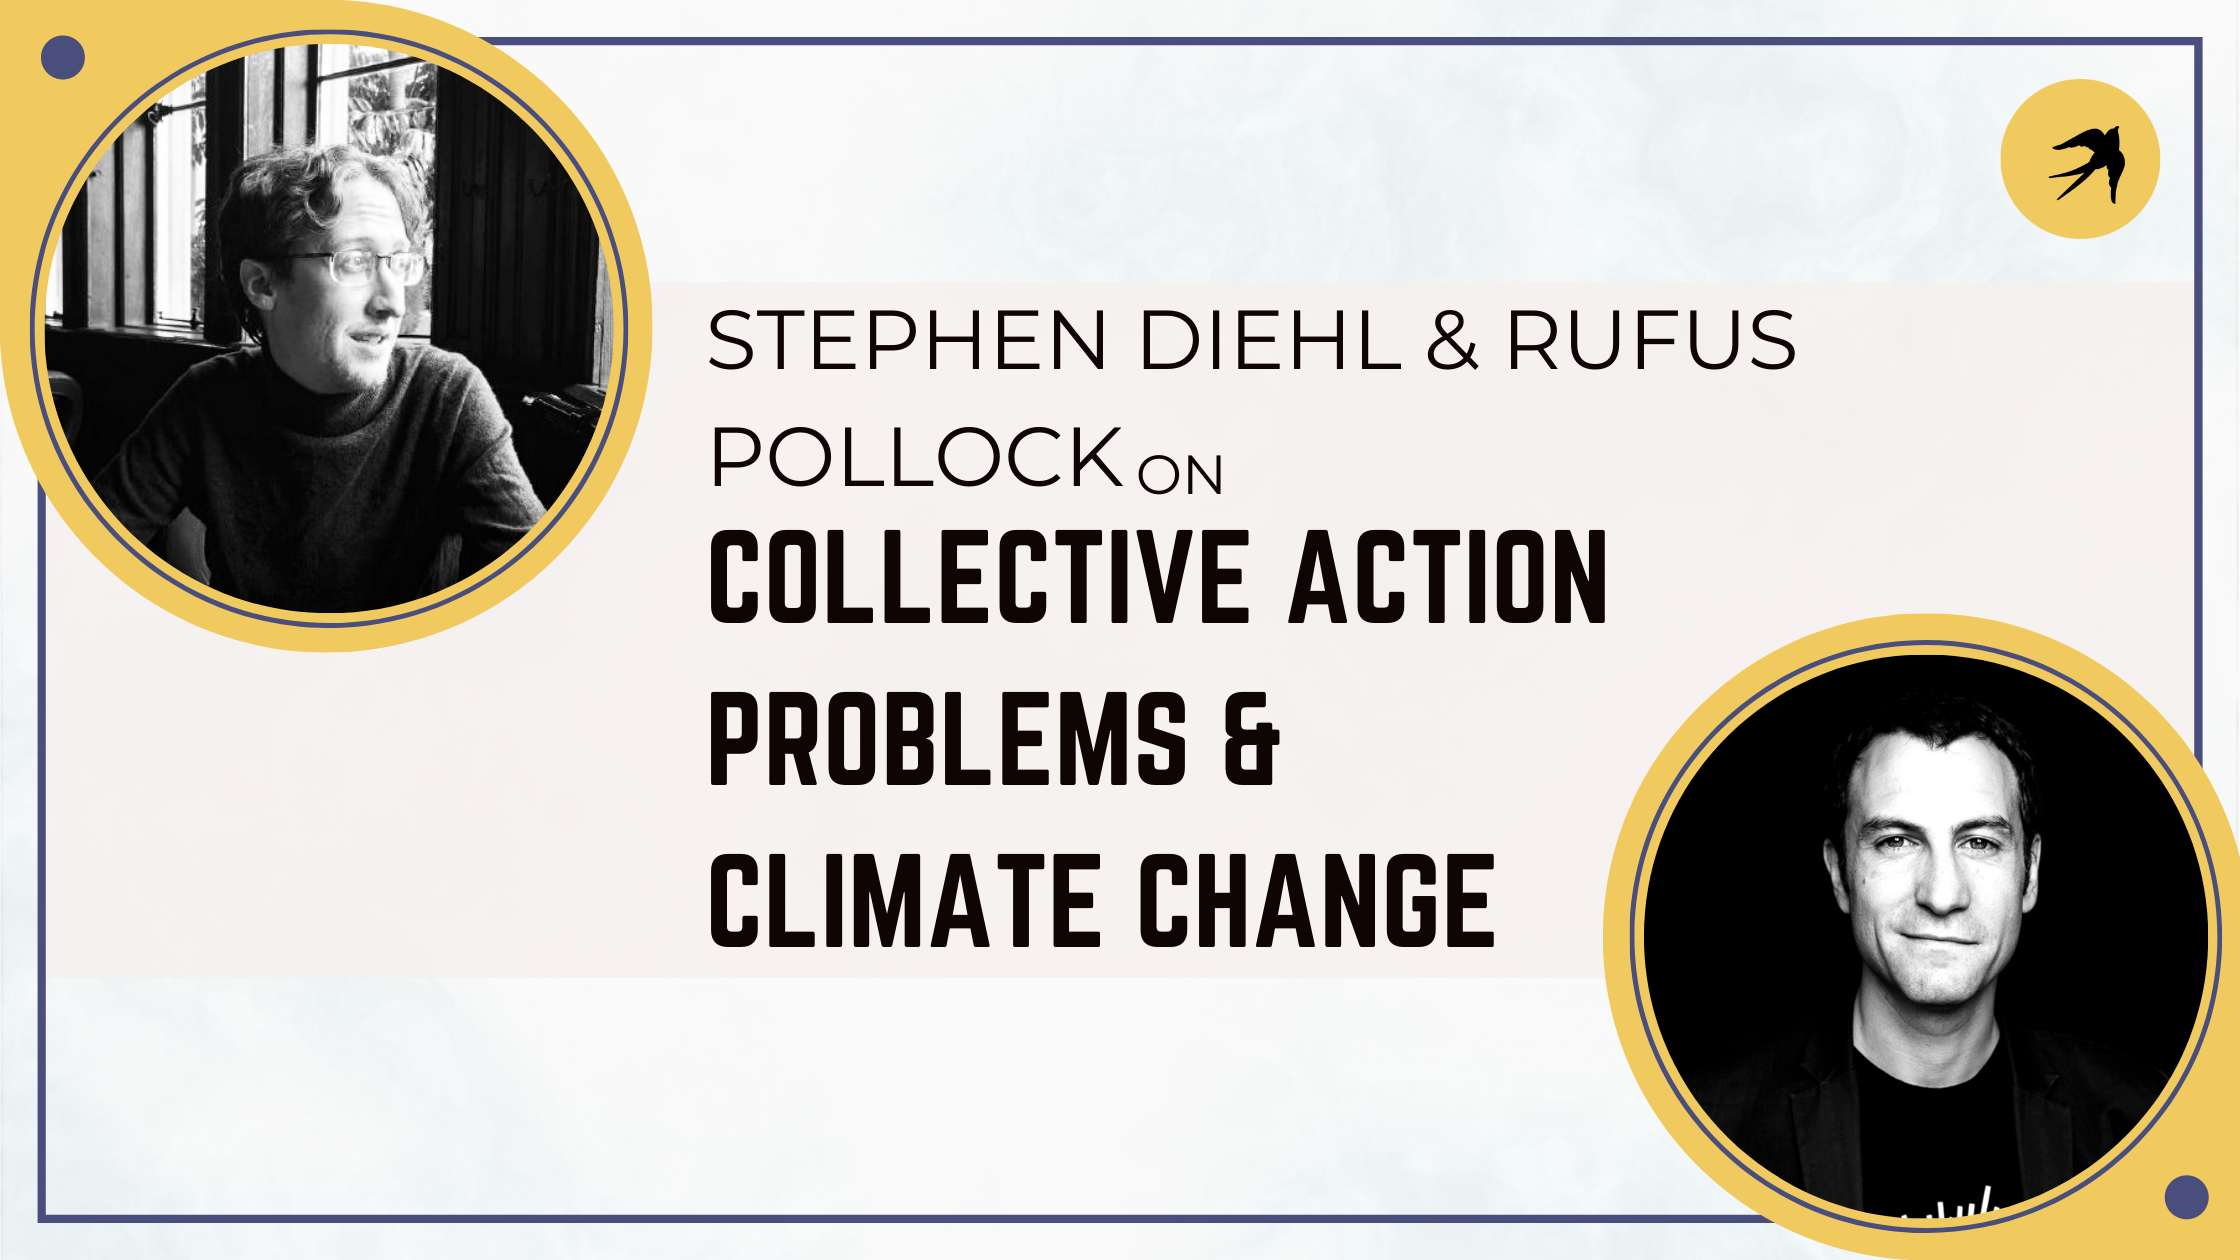 STEPHEN DIEHL & RUFUS
POLLOCK ON
COLLECTIVE ACTION
PROBLEMS &
CLIMATE CHANGE